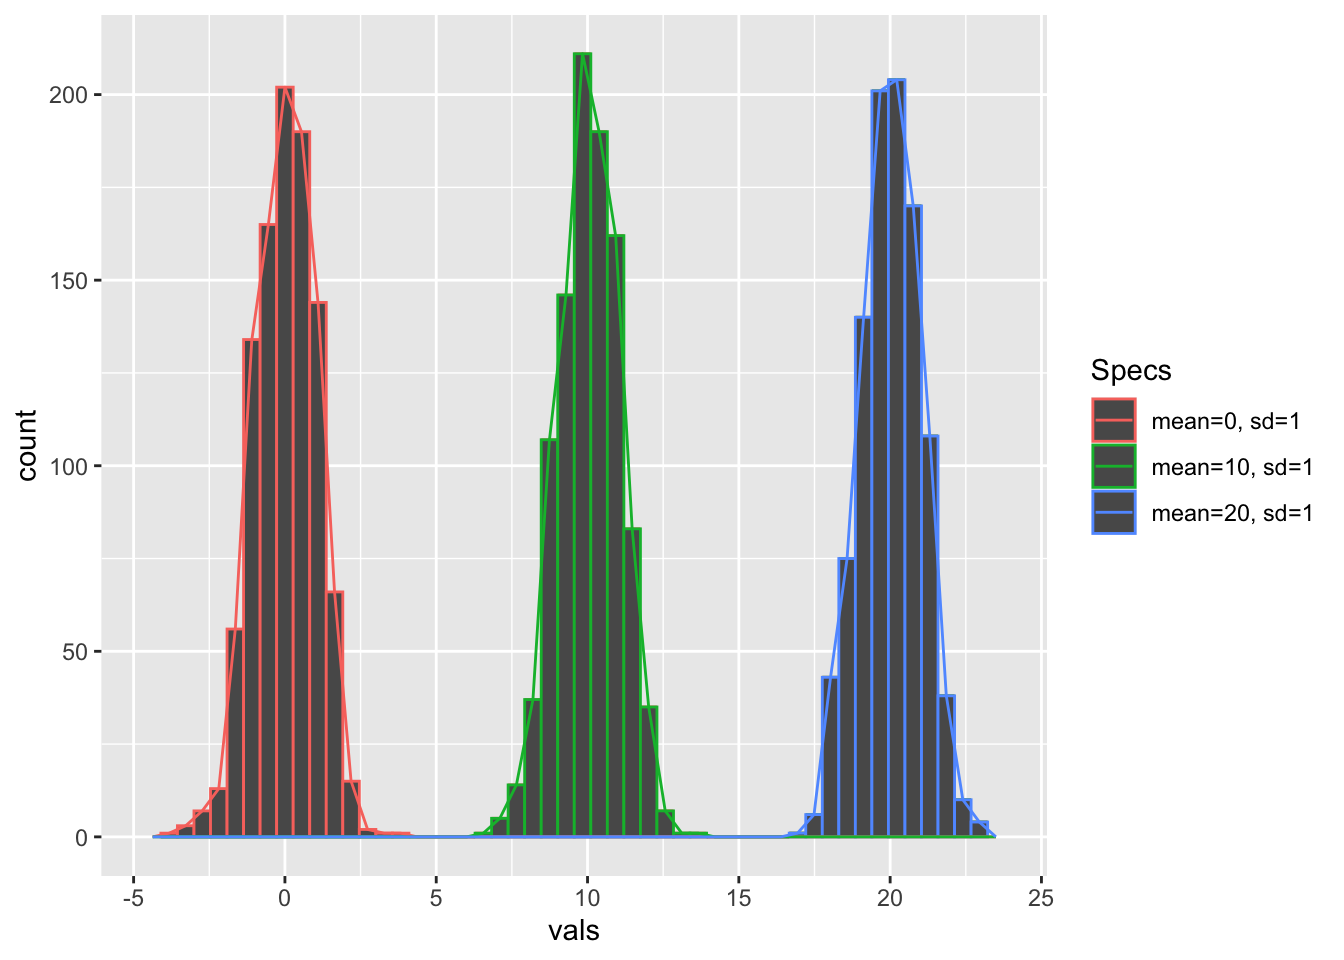 200
150
100
50
0
count
-5 0 5 10 15 20 25
vals
Specs
mean=0, sd=1
mean=10, sd=1
mean=20, sd=1